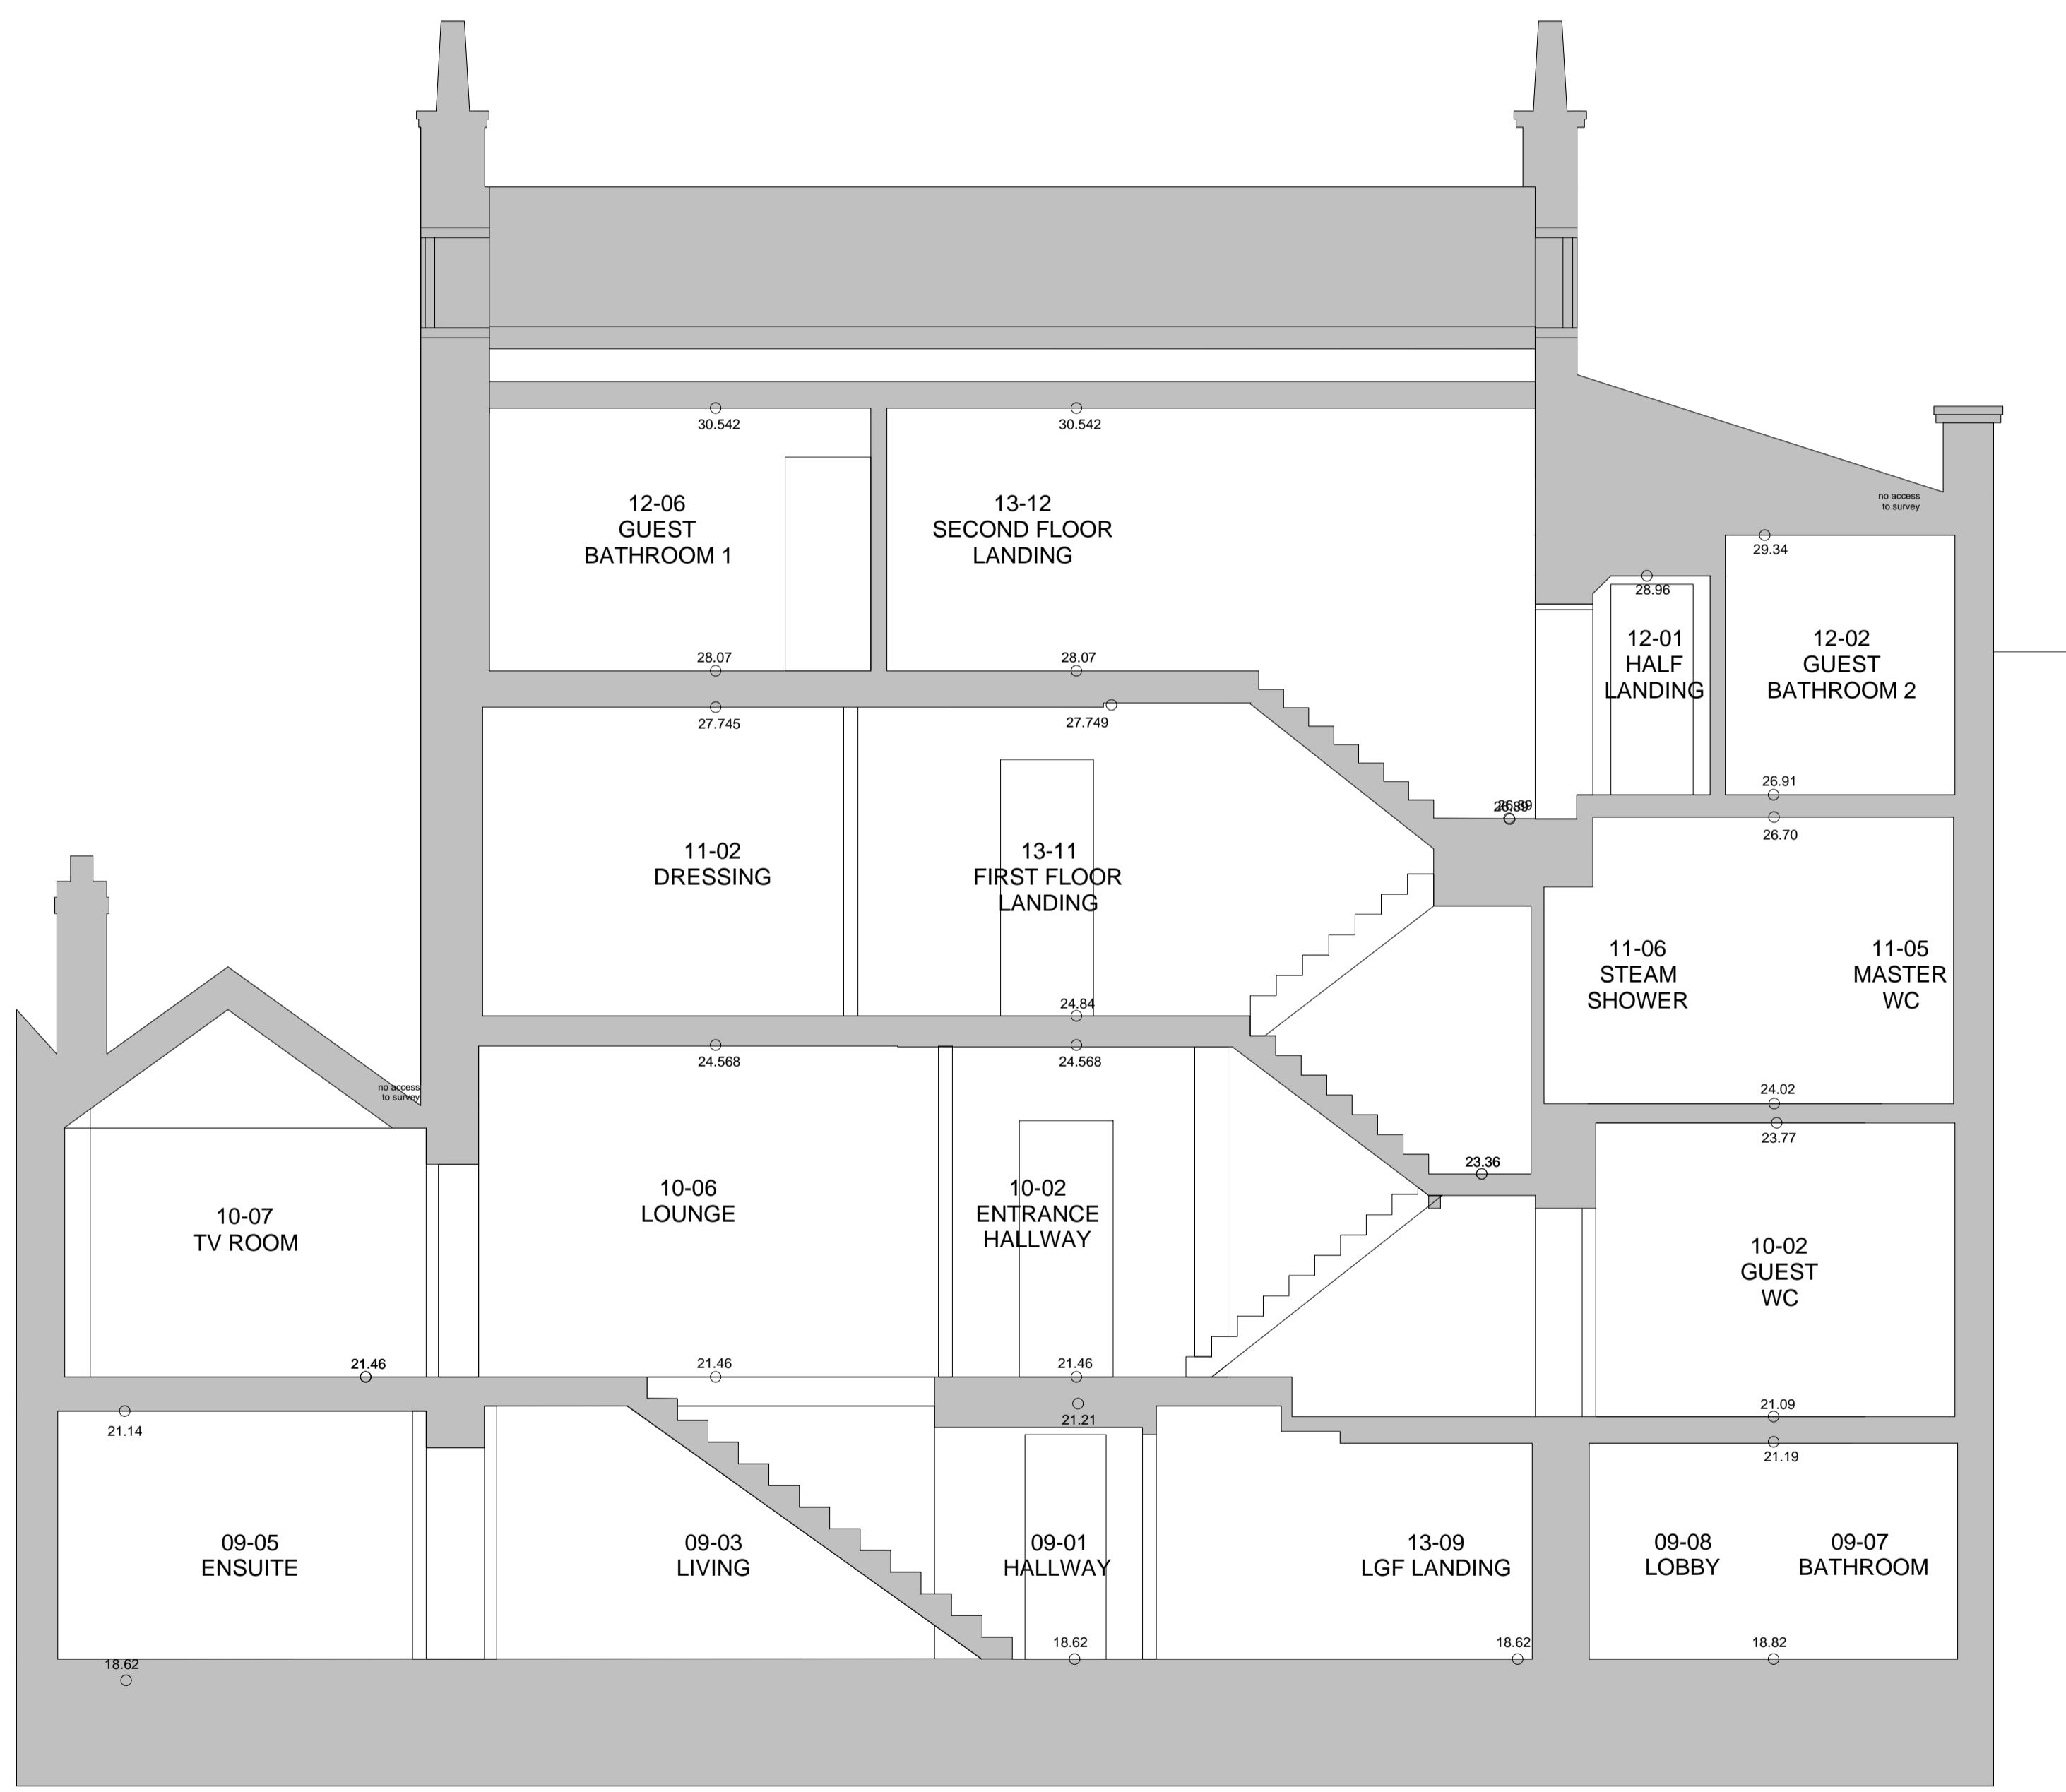 30.542
30.542
12-06
GUEST
BATHROOM 1
13-12
SECOND FLOOR
LANDING
no access
to survey
29.34
28.96
12-01
HALF
LANDING
12-02
GUEST
BATHROOM 2
28.07
28.07
27.745
27.749
26.91
26.89
26.70
11-02
DRESSING
13-11
FIRST FLOOR
LANDING
11-06
STEAM
SHOWER
11-05
MASTER
WC
24.84
24.568
24.568
24.02
23.77
no access
to survey
23.36
10-07
TV ROOM
10-06
LOUNGE
10-02
ENTRANCE
HALLWAY
10-02
GUEST
WC
21.46
21.46
21.46
21.14
21.21
21.09
21.19
09-05
ENSUITE
09-03
LIVING
09-01
HALLWAY
13-09
LGF LANDING
09-08
LOBBY
09-07
BATHROOM
18.62
18.62
18.62
18.82